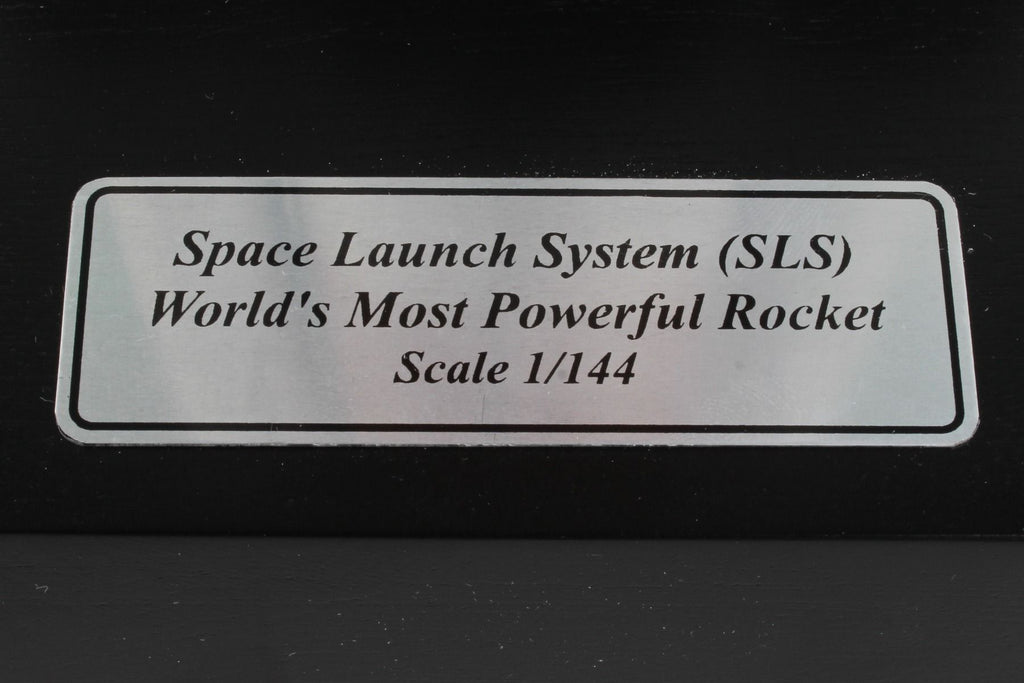 Space Launch System (SLS)
World's Most Powerful Rocket
Scale 1/144